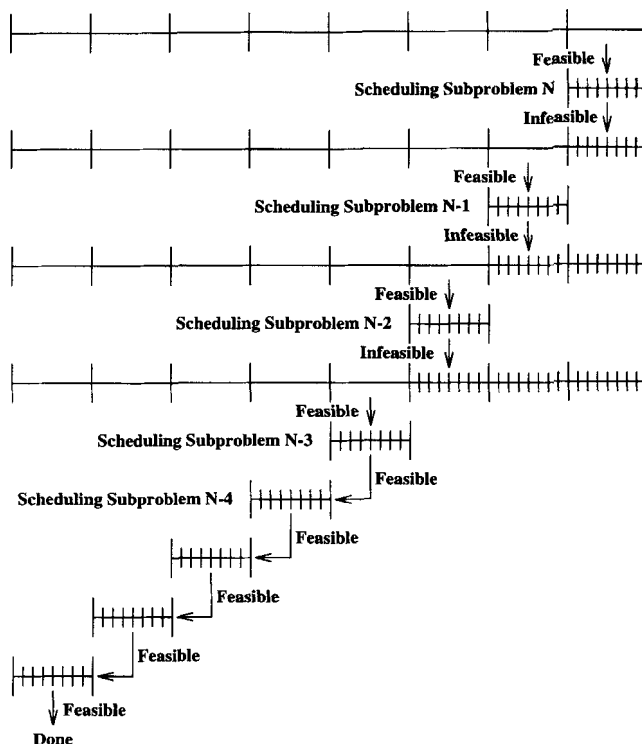 Feasible
Scheduling Subproblem N
Infeasible
Feasible
Scheduling Subproblem N-1
Infeasible
Feasible
Scheduling Subproblem N-2
Infeasible
Feasible
Scheduling Subproblem N-3
Feasible
Scheduling Subproblem N-4
Feasible
Feasible
Feasible
Feasible
Done